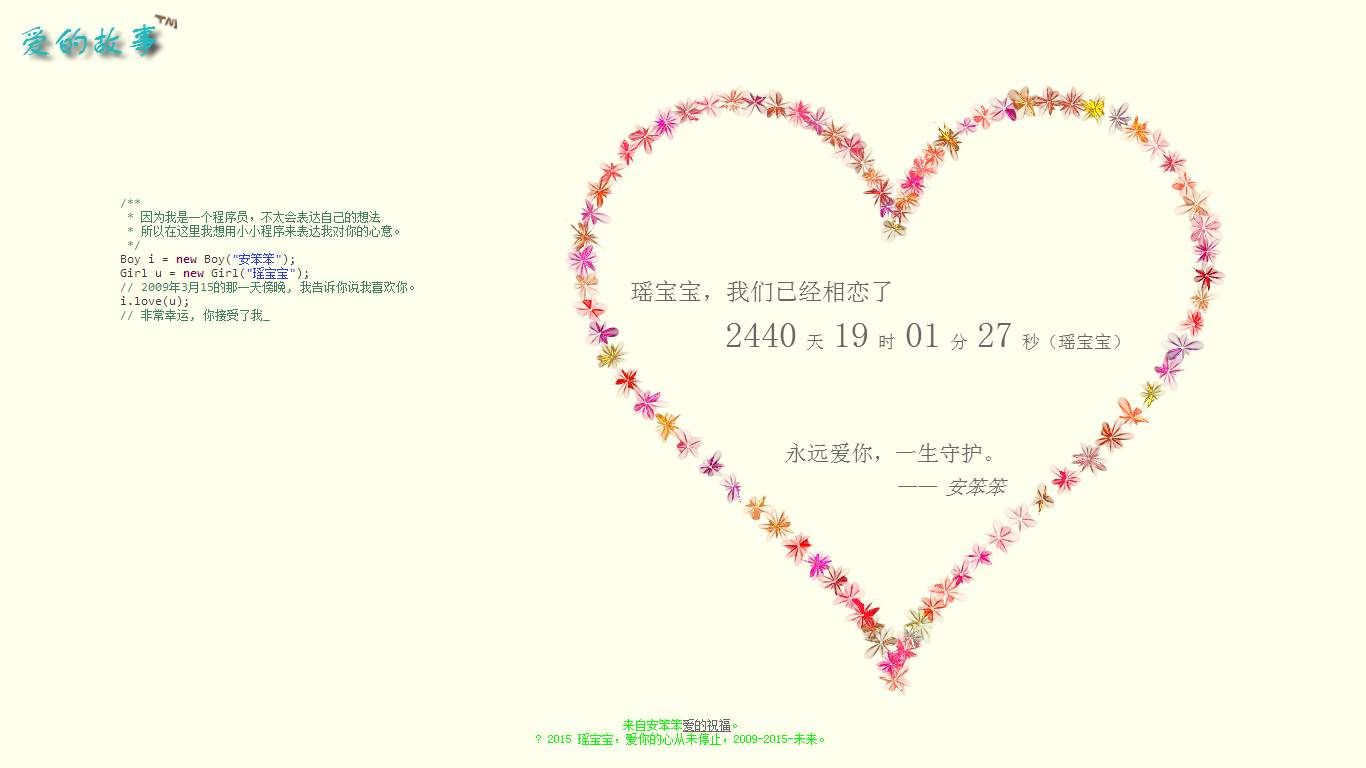 爱的故事™
/**
 * 因为我是一个程序员，不太会表达自己的想法
 * 所以在这里我想用小小程序来表达我对你的心意。
 */
Boy i = new Boy("安笨笨");
Girl u = new Girl("瑶宝宝");
// 2009年3月15的那一天傍晚, 我告诉你说我喜欢你。
i.love(u);
// 非常幸运, 你接受了我_
瑶宝宝，我们已经相恋了
2440 天 19 时 01 分 27 秒（瑶宝宝）
永远爱你，一生守护。
—— 安笨笨
来自安笨笨爱的祝福。
? 2015 瑶宝宝，爱你的心从未停止，2009-2015-未来。